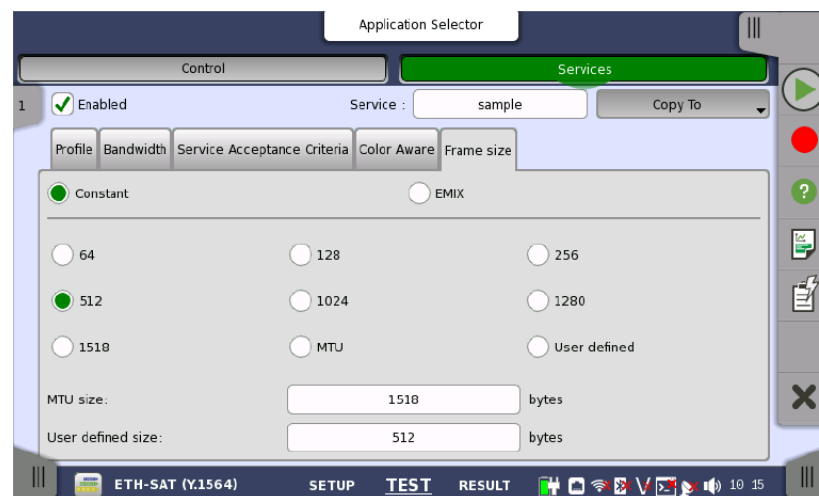 Application Selector
Control Services
1 Enabled Service : sample Copy To
Profile Bandwidth Service Acceptance Criteria Color Aware Frame size
Constant EMIX
64 128 256
512 1024 1280
1518 MTU User defined
MTU size: 1518 bytes
User defined size: 512 bytes
ETH-SAT (Y.1564) SETUP TEST RESULT 10 15